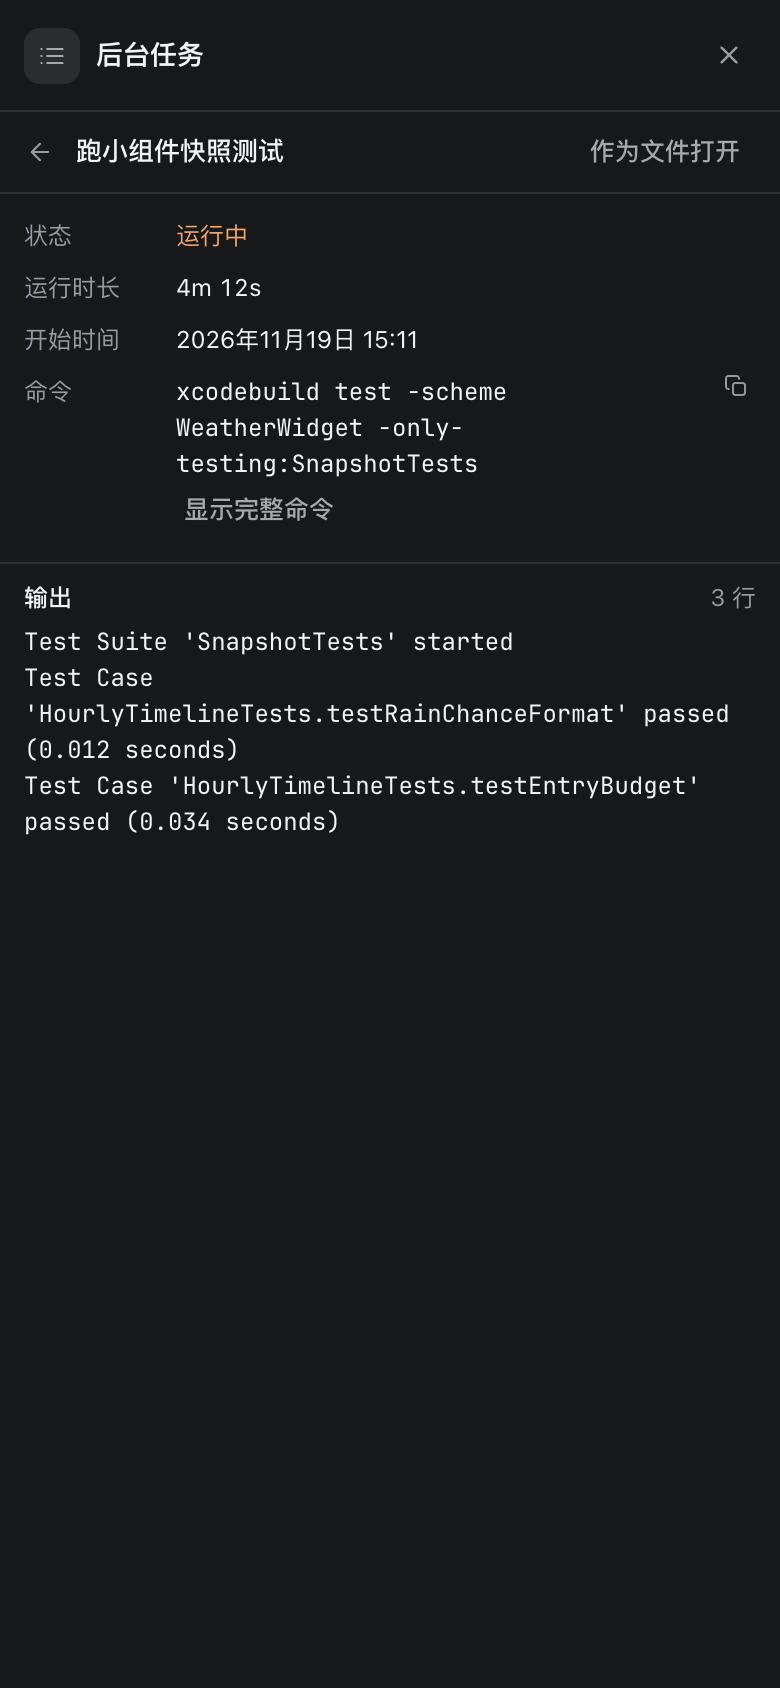 后台任务
跑小组件快照测试
作为文件打开
状态
运行中
运行时长
4m 12s
开始时间
2026年11月19日 15:11
命令
xcodebuild test -scheme
WeatherWidget -only-
testing:SnapshotTests
显示完整命令
输出
3 行
Test Suite 'SnapshotTests' started
Test Case
'HourlyTimelineTests.testRainChanceFormat' passed
(0.012 seconds)
Test Case 'HourlyTimelineTests.testEntryBudget'
passed (0.034 seconds)